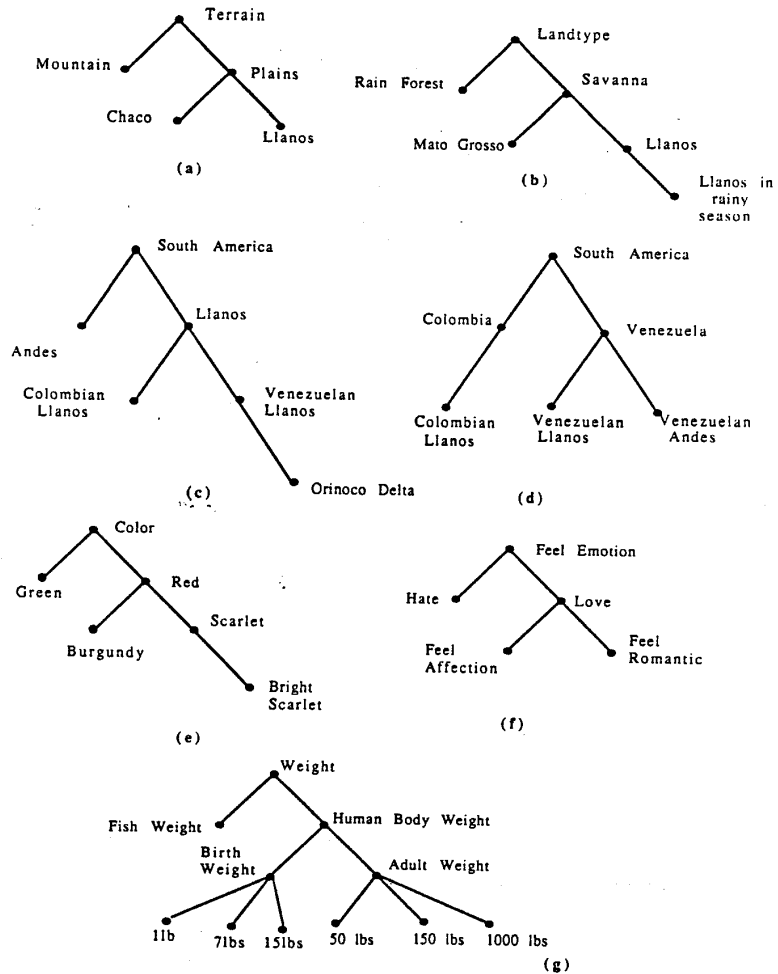 Terrain
Mountain
Plains
Chaco
Llanos
(a)
Landtype
Rain Forest
Savanna
Mato Grosso
Llanos
Llanos in
rainy
season
(b)
South America
Llanos
Andes
Colombian
Llanos
Venezuelan
Llanos
Orinoco Delta
(c)
South America
Colombia
Venezuela
Colombian
Llanos
Venezuelan
Llanos
Venezuelan
Andes
(d)
Color
Green
Red
Burgundy
Scarlet
Bright
Scarlet
(e)
Feel Emotion
Hate
Love
Feel
Affection
Feel
Romantic
(f)
Weight
Fish Weight
Human Body Weight
Birth
Weight
Adult Weight
1lb
7lbs
15lbs
50 lbs
150 lbs
1000 lbs
(g)